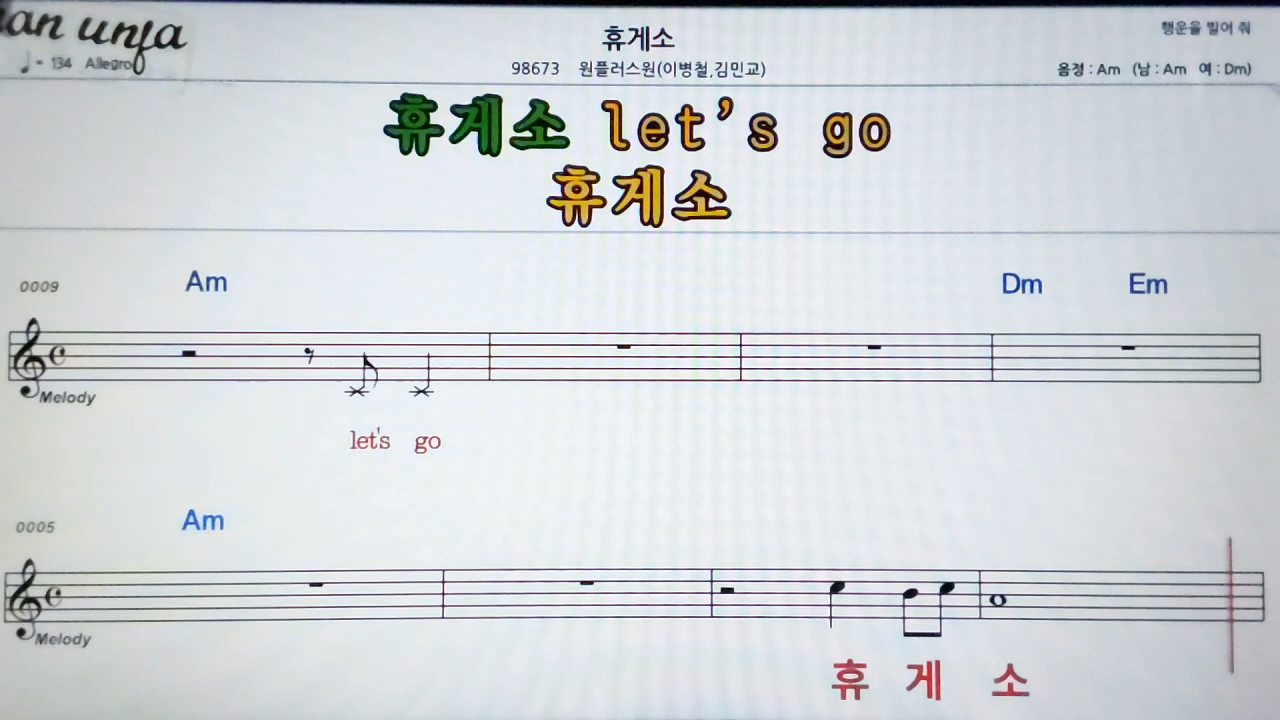 휴게소
행운을 빌어 줘
♩= 134 Allegro
98673 원플러스원(이병철,김민교)
음정 : Am (남 : Am 여 : Dm)
휴게소 let's go
휴게소
0009 Am Dm Em
Melody
let's go
0005 Am
Melody
휴 게 소